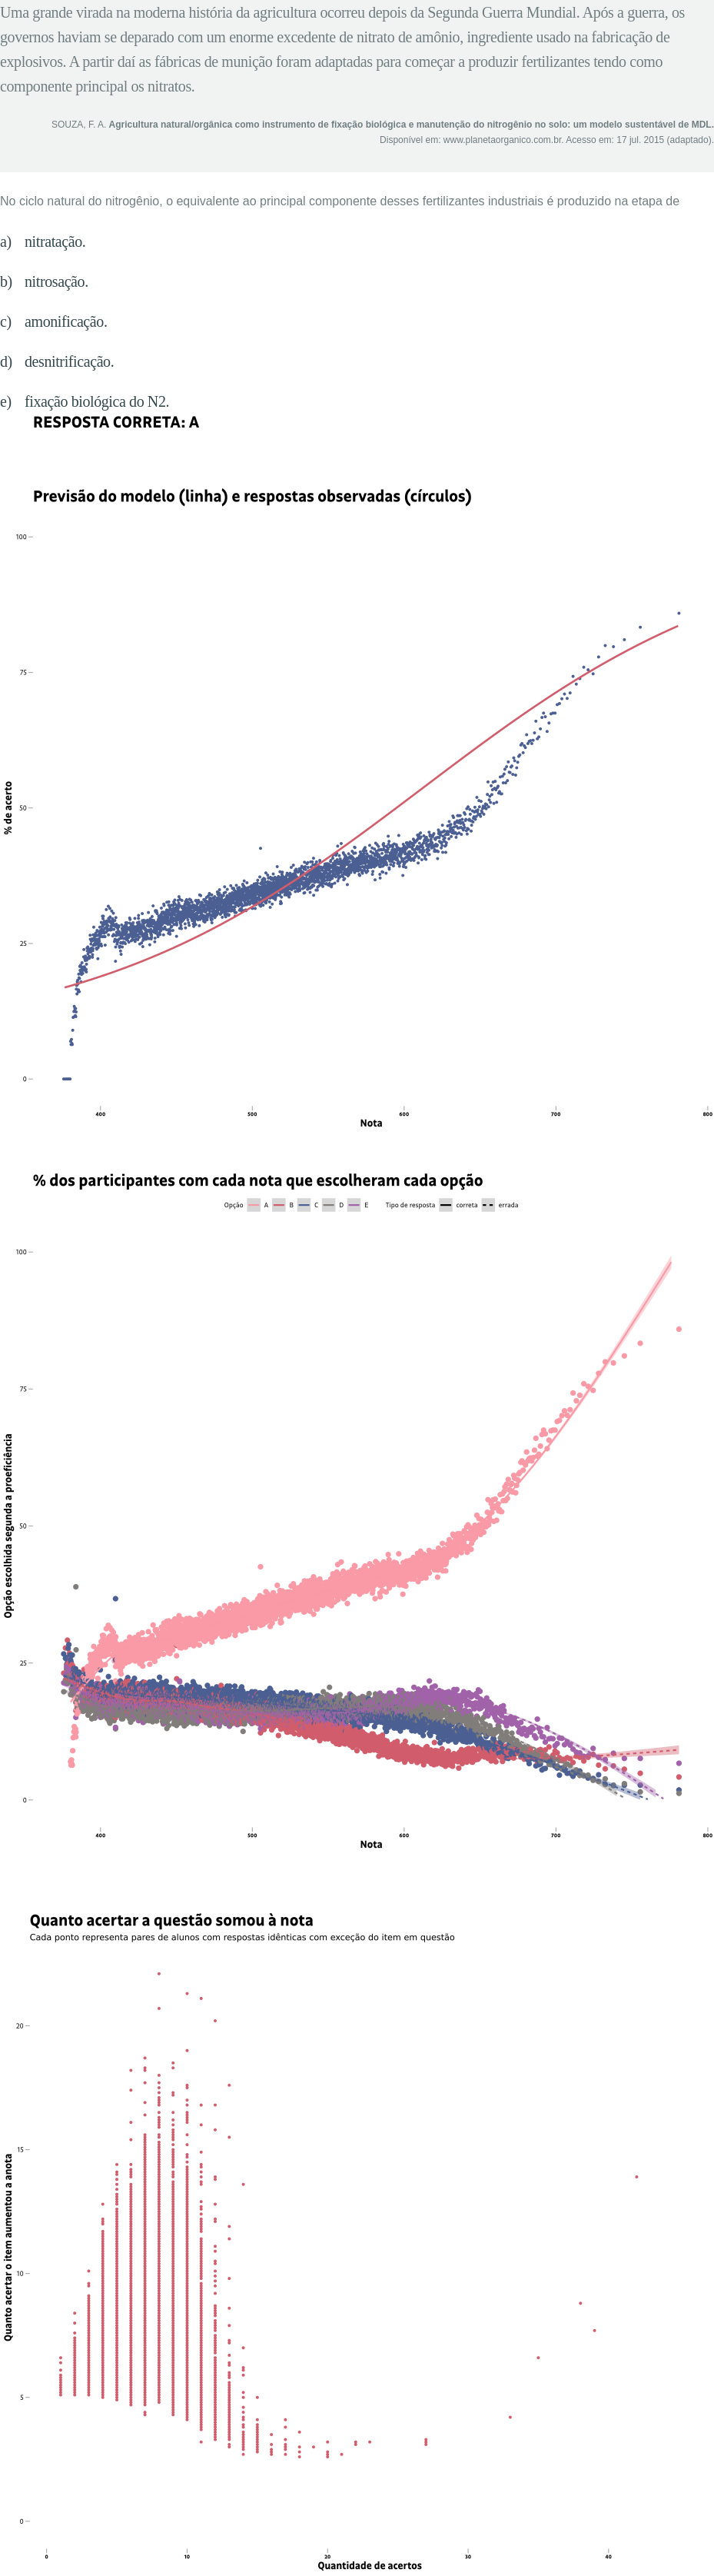 Uma grande virada na moderna história da agricultura ocorreu depois da Segunda Guerra Mundial. Após a guerra, os
governos haviam se deparado com um enorme excedente de nitrato de amônio, ingrediente usado na fabricação de
explosivos. A partir daí as fábricas de munição foram adaptadas para começar a produzir fertilizantes tendo como
componente principal os nitratos.
SOUZA, F. A. Agricultura natural/orgânica como instrumento de fixação biológica e manutenção do nitrogênio no solo: um modelo sustentável de MDL.
Disponível em: www.planetaorganico.com.br. Acesso em: 17 jul. 2015 (adaptado).
No ciclo natural do nitrogênio, o equivalente ao principal componente desses fertilizantes industriais é produzido na etapa de
a) nitratação.
b) nitrosação.
c) amonificação.
d) desnitrificação.
e) fixação biológica do N2.
RESPOSTA CORRETA: A
Previsão do modelo (linha) e respostas observadas (círculos)
100
75
50
25
0
% de acerto
400 500 600 700 800
Nota
% dos participantes com cada nota que escolheram cada opção
Opção A B C D E Tipo de resposta correta errada
100
75
50
25
0
Opção escolhida segunda a proeficiência
400 500 600 700 800
Nota
Quanto acertar a questão somou à nota
Cada ponto representa pares de alunos com respostas idênticas com exceção do item em questão
20
15
10
5
0
Quanto acertar o item aumentou a anota
0 10 20 30 40
Quantidade de acertos